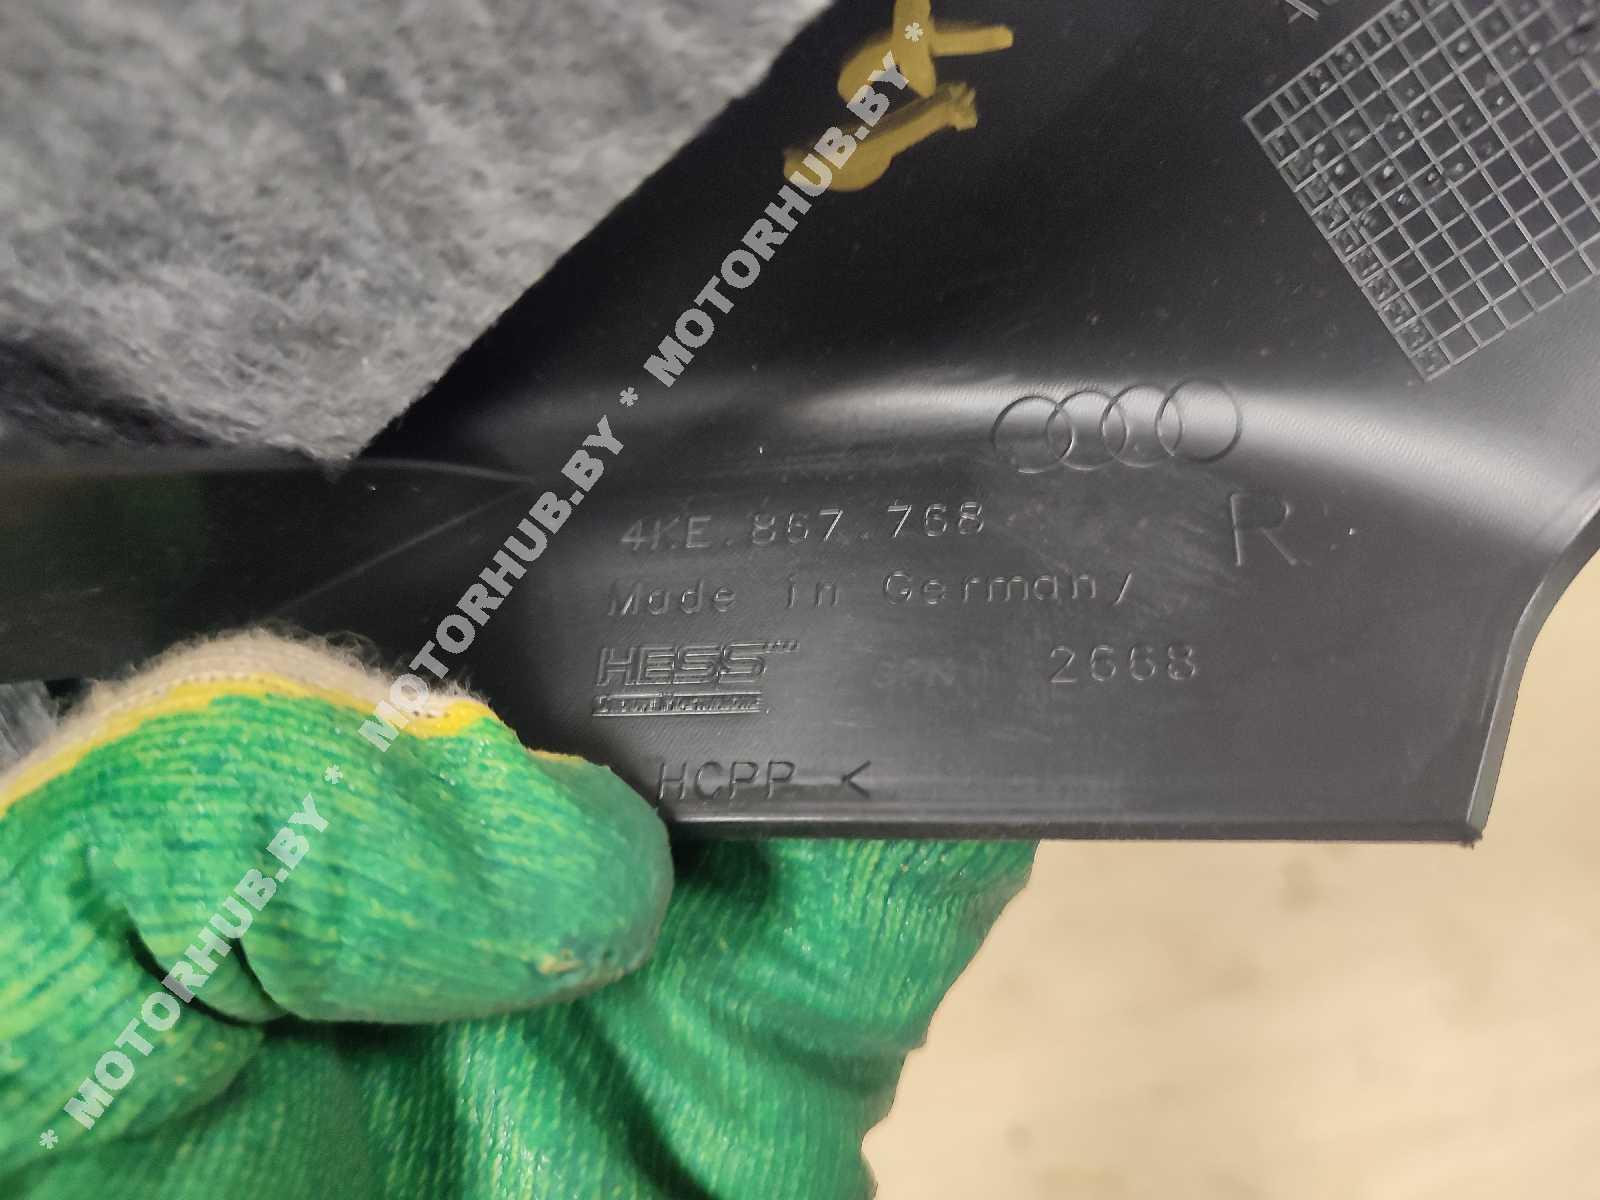 4KE.867.768 R
Made in Germany
HESS
2668
HCPP <
* MOTORHUB.BY * MOTORHUB.BY * MOTORHUB.BY * MOTORHUB.BY *